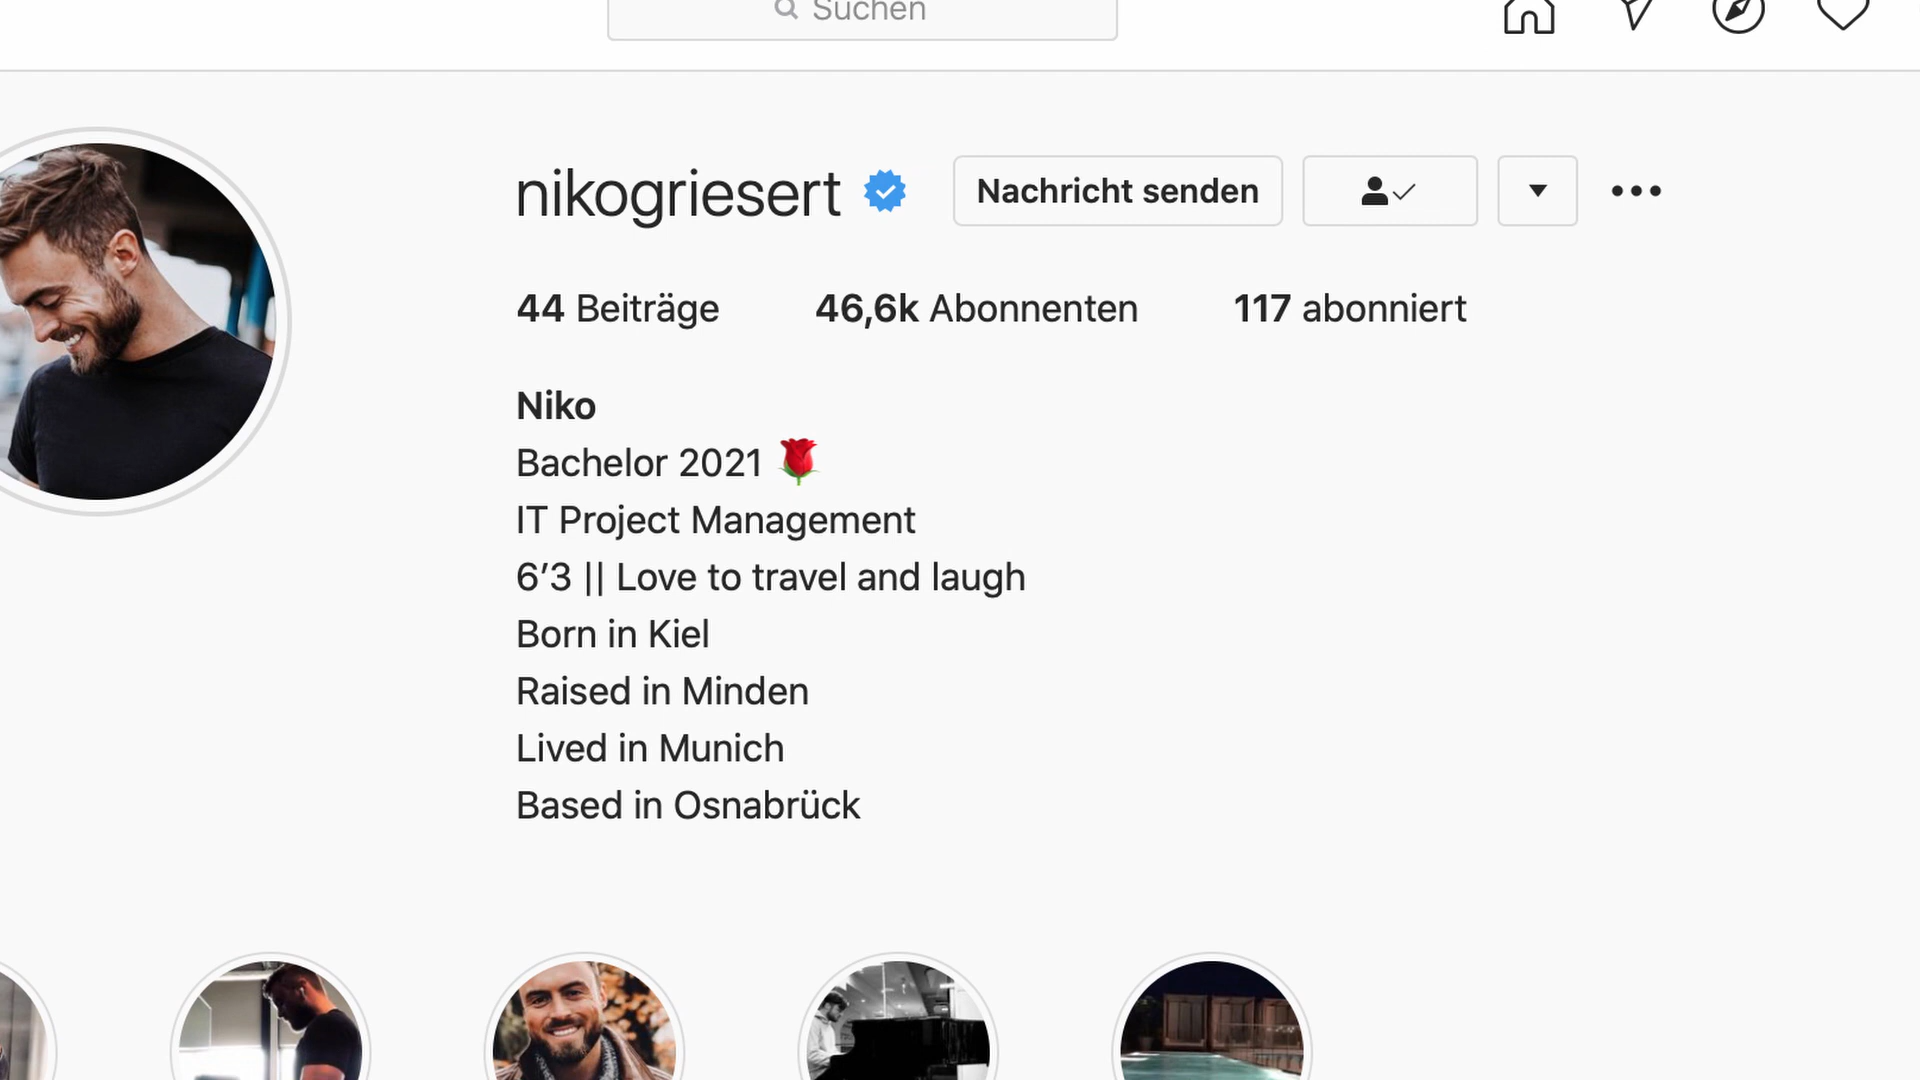 Suchen
nikogriesert Nachricht senden
44 Beiträge 46,6k Abonnenten 117 abonniert
Niko
Bachelor 2021 🌹
IT Project Management
6’3 || Love to travel and laugh
Born in Kiel
Raised in Minden
Lived in Munich
Based in Osnabrück